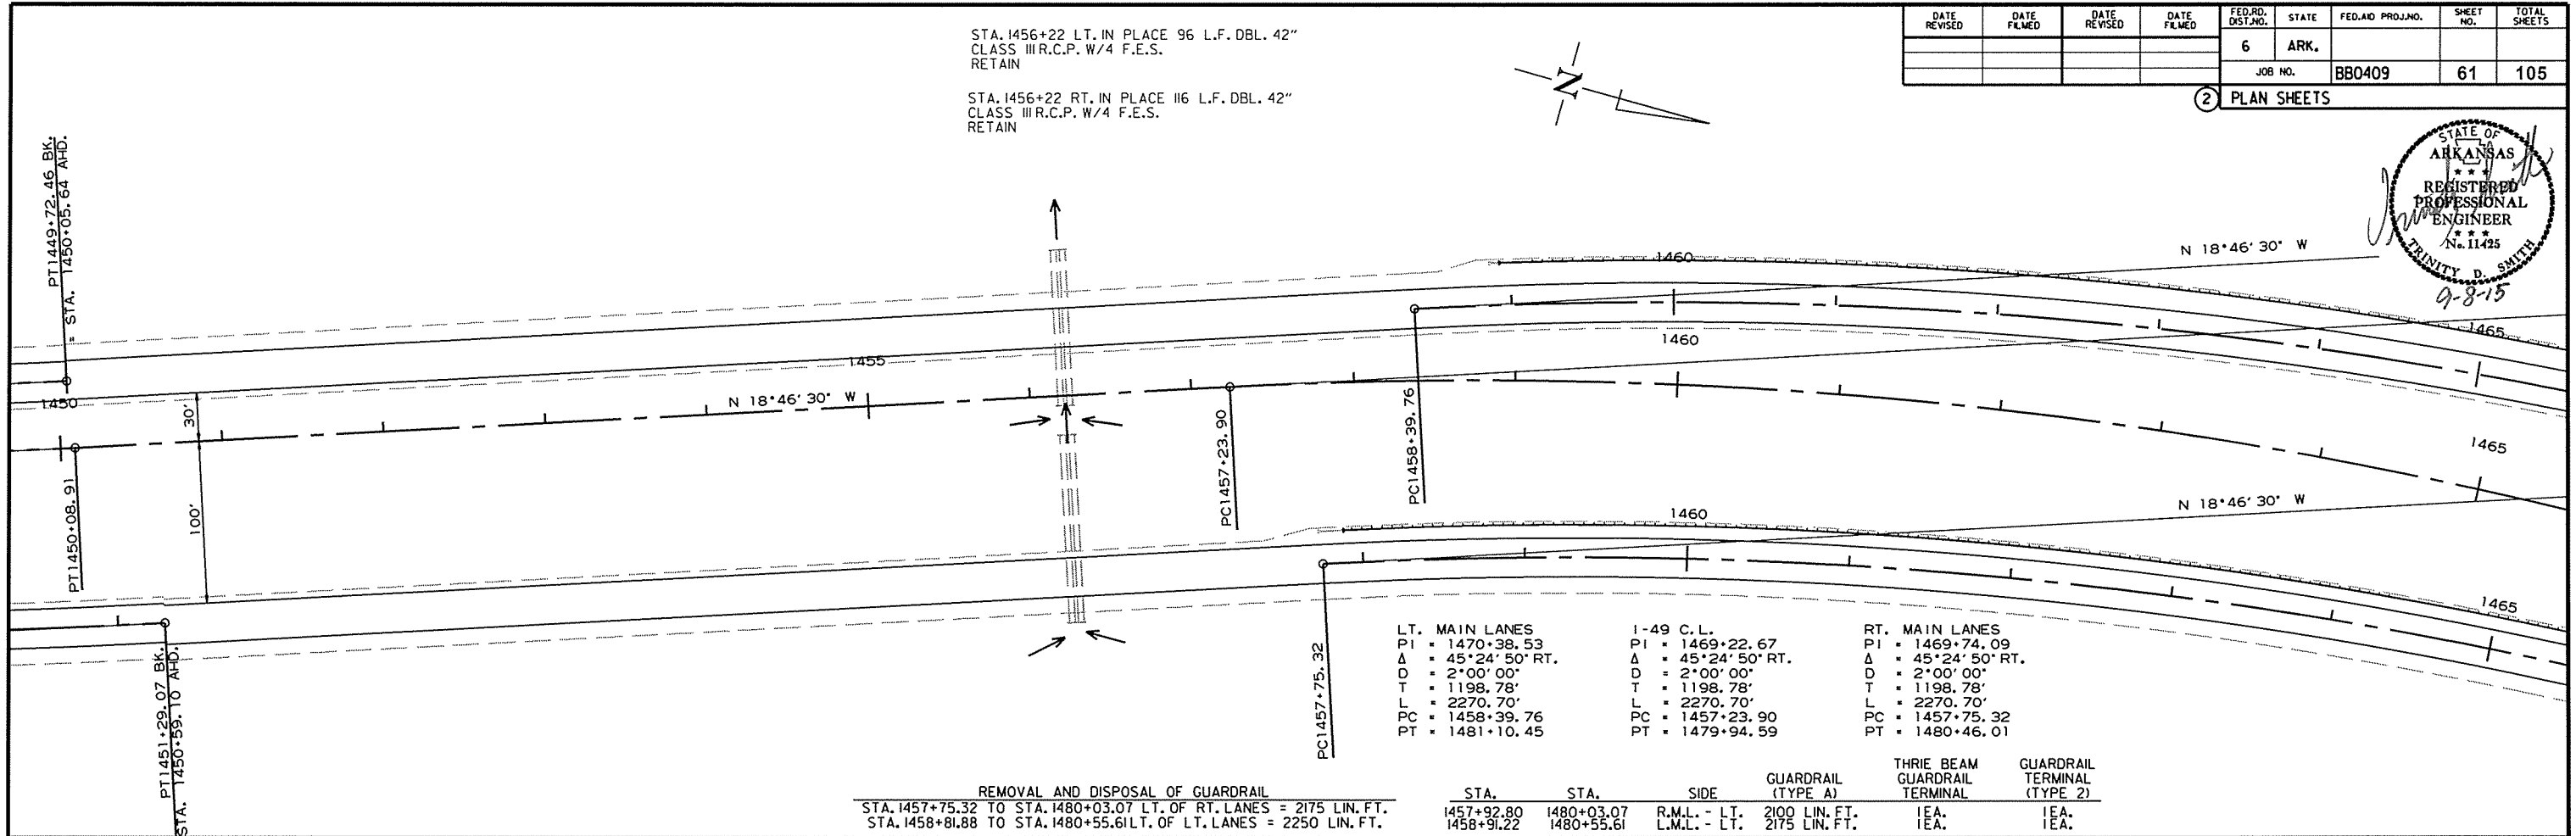 STA. 1456+22 LT. IN PLACE 96 L.F. DBL. 42"
CLASS III R.C.P. W/4 F.E.S.
RETAIN
STA. 1456+22 RT. IN PLACE 116 L.F. DBL. 42"
CLASS III R.C.P. W/4 F.E.S.
RETAIN
N
DATE REVISED
DATE FILMED
DATE REVISED
DATE FILMED
FED.RD. DIST.NO.
STATE
FED.AID PROJ.NO.
SHEET NO.
TOTAL SHEETS
6
ARK.
JOB NO.
BB0409
61
105
2
PLAN SHEETS
STATE OF
ARKANSAS
★ ★ ★
REGISTERED
PROFESSIONAL
ENGINEER
★ ★ ★
No. 11425
TRINITY D. SMITH
9-8-15
PT1449+72.46 BK.
= STA. 1450+05.64 AHD.
N 18°46'30" W
1460
1465
1460
1455
1450
30'
N 18°46'30" W
PC1457+23.90
PC1458+39.76
1465
PT1450+08.91
100'
N 18°46'30" W
1460
1465
PT1451+29.07 BK.
STA. 1450+59.10 AHD.
PC1457+75.32
LT. MAIN LANES
PI = 1470+38.53
Δ = 45°24'50" RT.
D = 2°00'00"
T = 1198.78'
L = 2270.70'
PC = 1458+39.76
PT = 1481+10.45
I-49 C.L.
PI = 1469+22.67
Δ = 45°24'50" RT.
D = 2°00'00"
T = 1198.78'
L = 2270.70'
PC = 1457+23.90
PT = 1479+94.59
RT. MAIN LANES
PI = 1469+74.09
Δ = 45°24'50" RT.
D = 2°00'00"
T = 1198.78'
L = 2270.70'
PC = 1457+75.32
PT = 1480+46.01
REMOVAL AND DISPOSAL OF GUARDRAIL
STA. 1457+75.32 TO STA. 1480+03.07 LT. OF RT. LANES = 2175 LIN. FT.
STA. 1458+81.88 TO STA. 1480+55.61 LT. OF LT. LANES = 2250 LIN. FT.
STA. STA. SIDE GUARDRAIL (TYPE A) THRIE BEAM GUARDRAIL TERMINAL GUARDRAIL TERMINAL (TYPE 2)
1457+92.80 1480+03.07 R.M.L. - LT. 2100 LIN. FT. 1 EA. 1 EA.
1458+91.22 1480+55.61 L.M.L. - LT. 2175 LIN. FT. 1 EA. 1 EA.